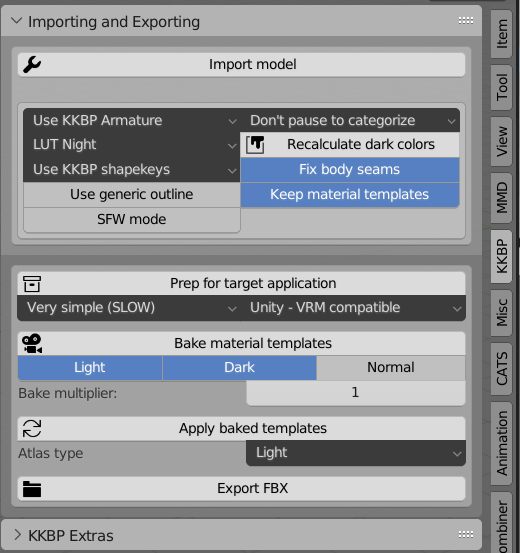 Importing and Exporting
Import model
Use KKBP Armature
Don't pause to categorize
LUT Night
Recalculate dark colors
Use KKBP shapekeys
Fix body seams
Use generic outline
Keep material templates
SFW mode
Prep for target application
Very simple (SLOW)
Unity - VRM compatible
Bake material templates
Light
Dark
Normal
Bake multiplier:
1
Apply baked templates
Atlas type
Light
Export FBX
KKBP Extras
Item
Tool
View
MMD
KKBP
Misc
CATS
Animation
ombiner